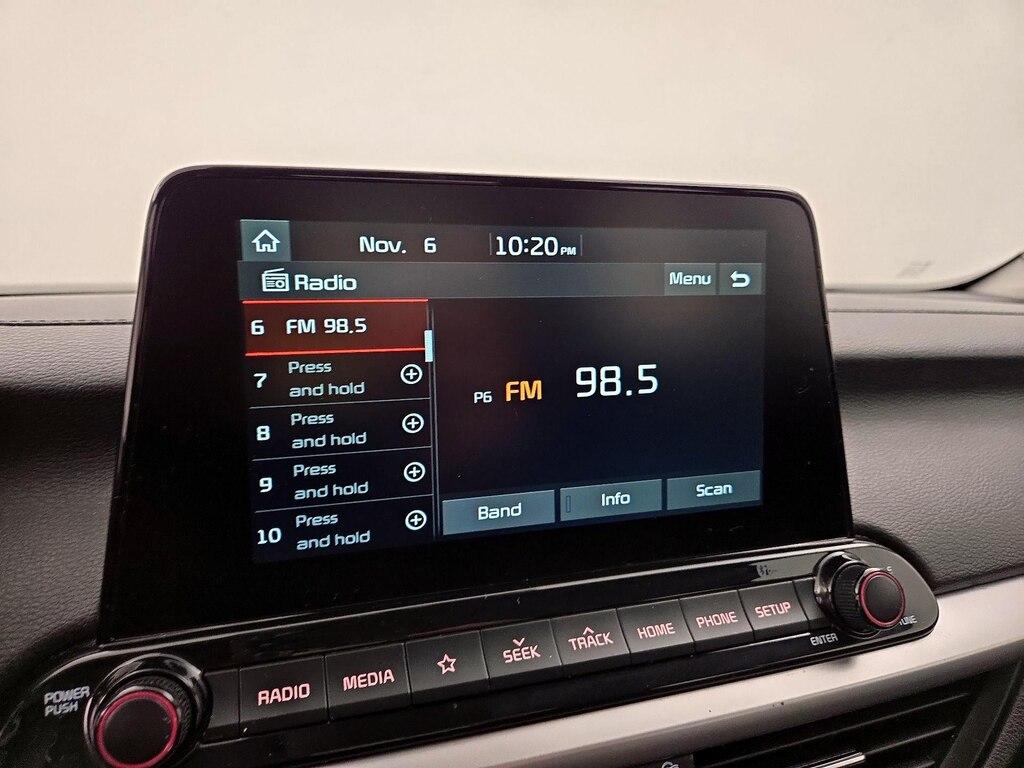 Nov. 6 10:20 PM
Radio Menu
6 FM 98.5
7 Press
and hold
8 Press
and hold
9 Press
and hold
10 Press
and hold
P6 FM 98.5
Band Info Scan
POWER
PUSH
RADIO MEDIA SEEK TRACK HOME PHONE SETUP
ENTER